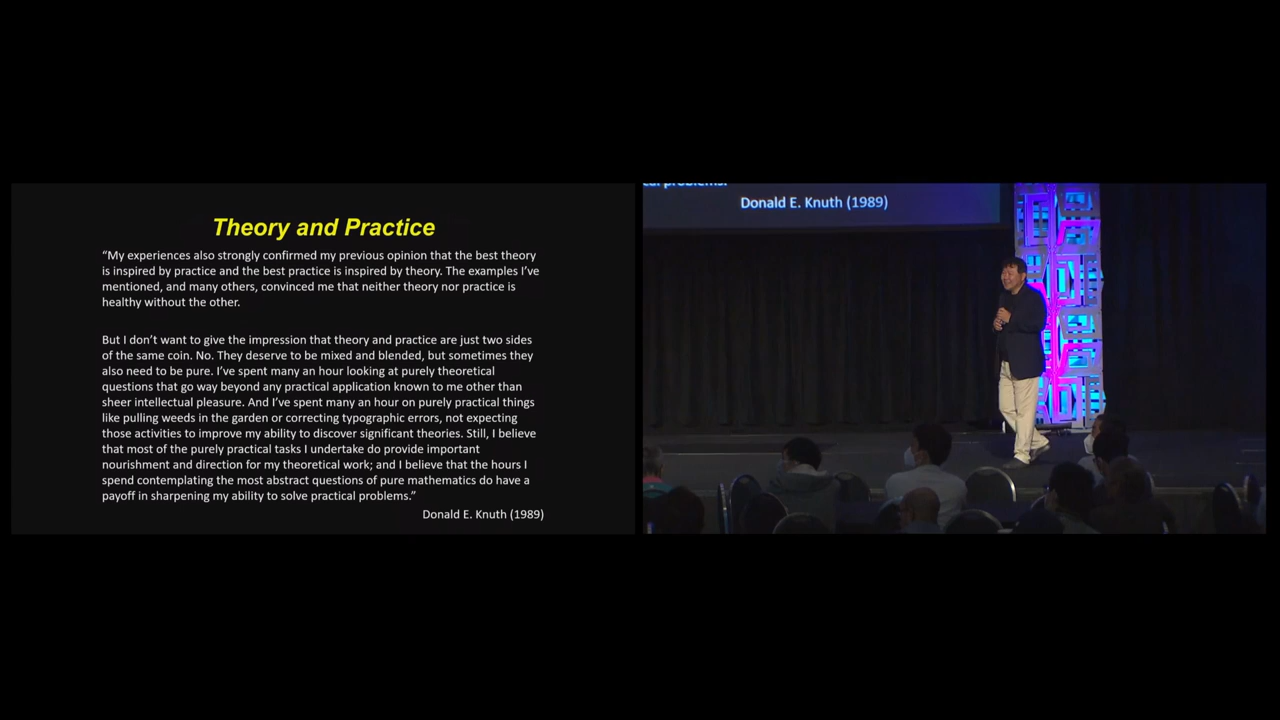 Theory and Practice
“My experiences also strongly confirmed my previous opinion that the best theory
is inspired by practice and the best practice is inspired by theory. The examples I’ve
mentioned, and many others, convinced me that neither theory nor practice is
healthy without the other.
But I don’t want to give the impression that theory and practice are just two sides
of the same coin. No. They deserve to be mixed and blended, but sometimes they
also need to be pure. I’ve spent many an hour looking at purely theoretical
questions that go way beyond any practical application known to me other than
sheer intellectual pleasure. And I’ve spent many an hour on purely practical things
like pulling weeds in the garden or correcting typographic errors, not expecting
those activities to improve my ability to discover significant theories. Still, I believe
that most of the purely practical tasks I undertake do provide important
nourishment and direction for my theoretical work; and I believe that the hours I
spend contemplating the most abstract questions of pure mathematics do have a
payoff in sharpening my ability to solve practical problems.”
Donald E. Knuth (1989)
problems.
Donald E. Knuth (1989)